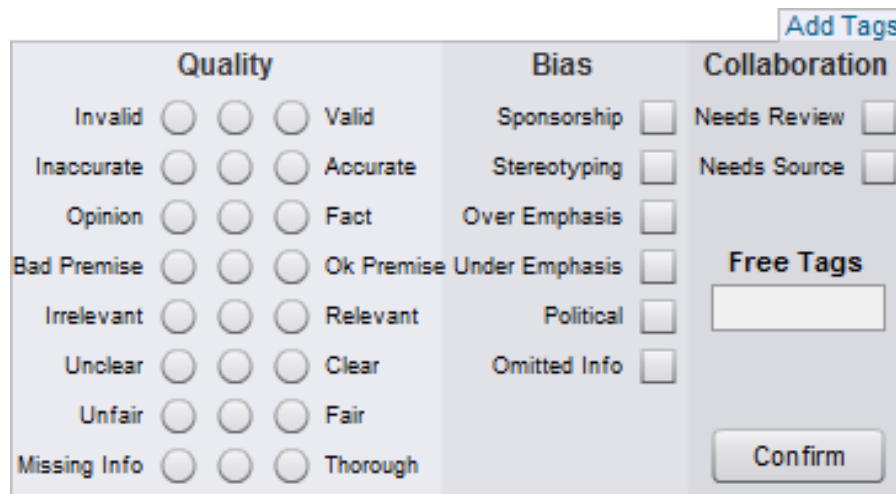 Add Tags
Quality Bias Collaboration
Invalid Valid Sponsorship Needs Review
Inaccurate Accurate Stereotyping Needs Source
Opinion Fact Over Emphasis
Bad Premise Ok Premise Under Emphasis Free Tags
Irrelevant Relevant Political
Unclear Clear Omitted Info
Unfair Fair
Missing Info Thorough Confirm